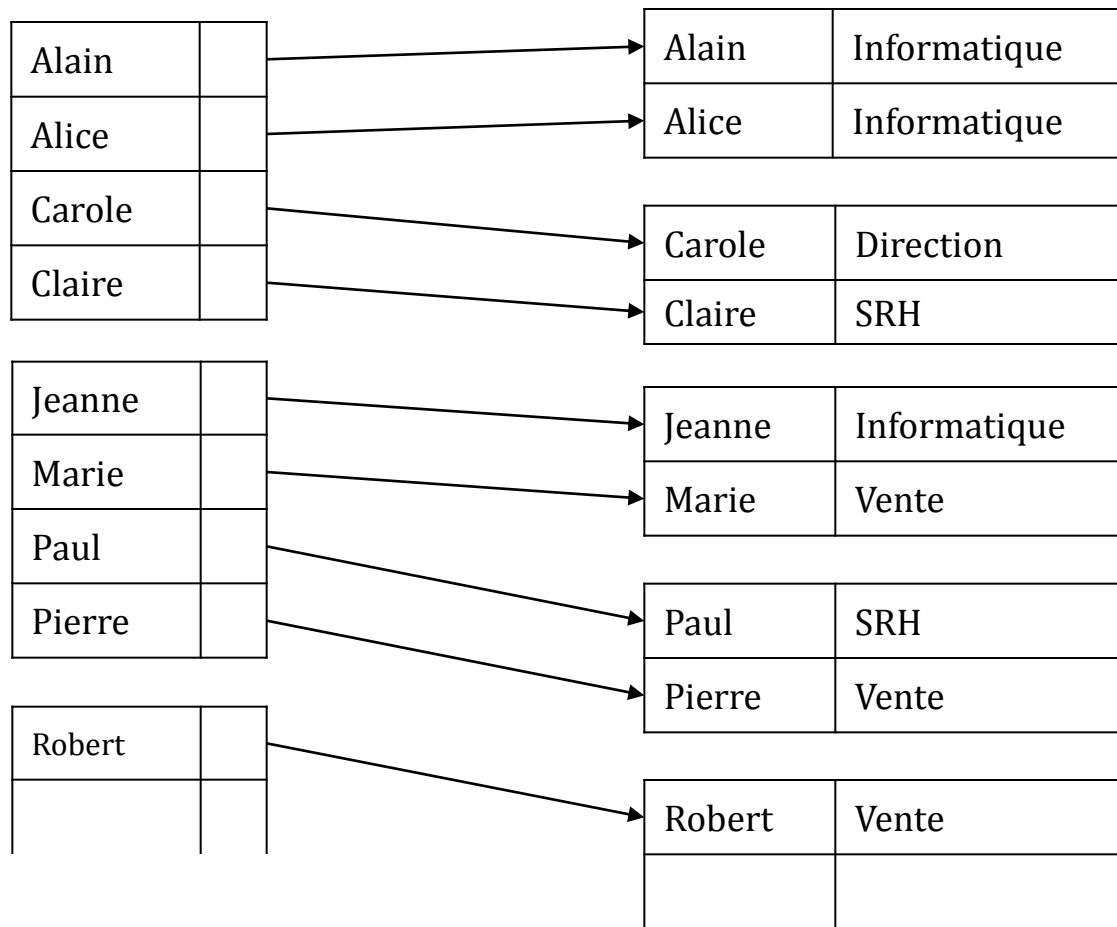 Alain
Alice
Carole
Claire
Jeanne
Marie
Paul
Pierre
Robert
Alain Informatique
Alice Informatique
Carole Direction
Claire SRH
Jeanne Informatique
Marie Vente
Paul SRH
Pierre Vente
Robert Vente